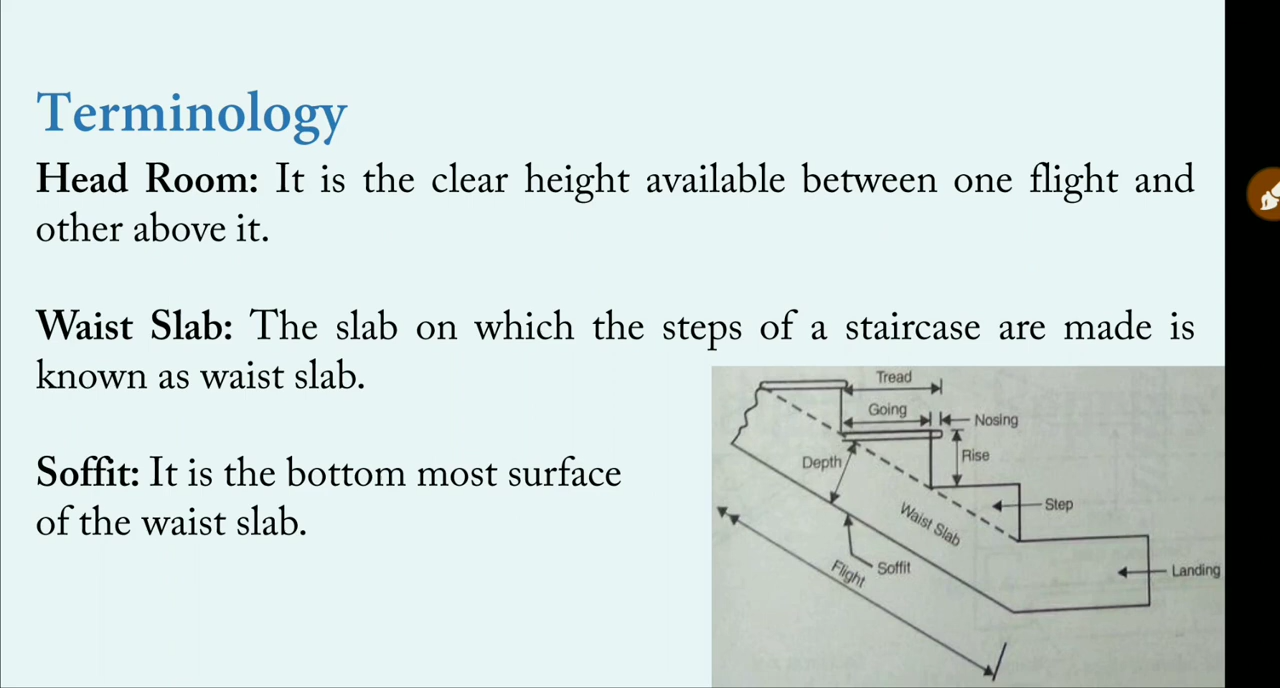 Terminology
Head Room: It is the clear height available between one flight and
other above it.
Waist Slab: The slab on which the steps of a staircase are made is
known as waist slab.
Soffit: It is the bottom most surface
of the waist slab.
Tread
Going
Nosing
Rise
Depth
Step
Waist Slab
Soffit
Flight
Landing